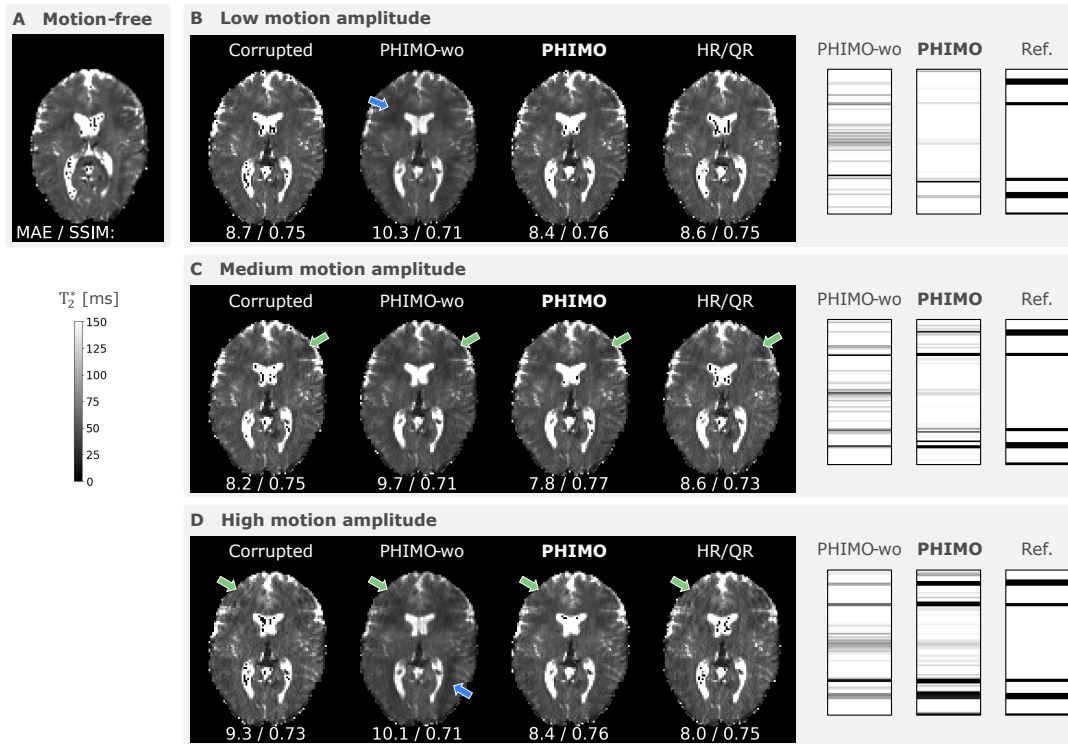 A Motion-free
MAE / SSIM:
T₂* [ms]
150
125
100
75
50
25
0
B Low motion amplitude
Corrupted PHIMO-wo PHIMO HR/QR PHIMO-wo PHIMO Ref.
8.7 / 0.75 10.3 / 0.71 8.4 / 0.76 8.6 / 0.75
C Medium motion amplitude
Corrupted PHIMO-wo PHIMO HR/QR PHIMO-wo PHIMO Ref.
8.2 / 0.75 9.7 / 0.71 7.8 / 0.77 8.6 / 0.73
D High motion amplitude
Corrupted PHIMO-wo PHIMO HR/QR PHIMO-wo PHIMO Ref.
9.3 / 0.73 10.1 / 0.71 8.4 / 0.76 8.0 / 0.75